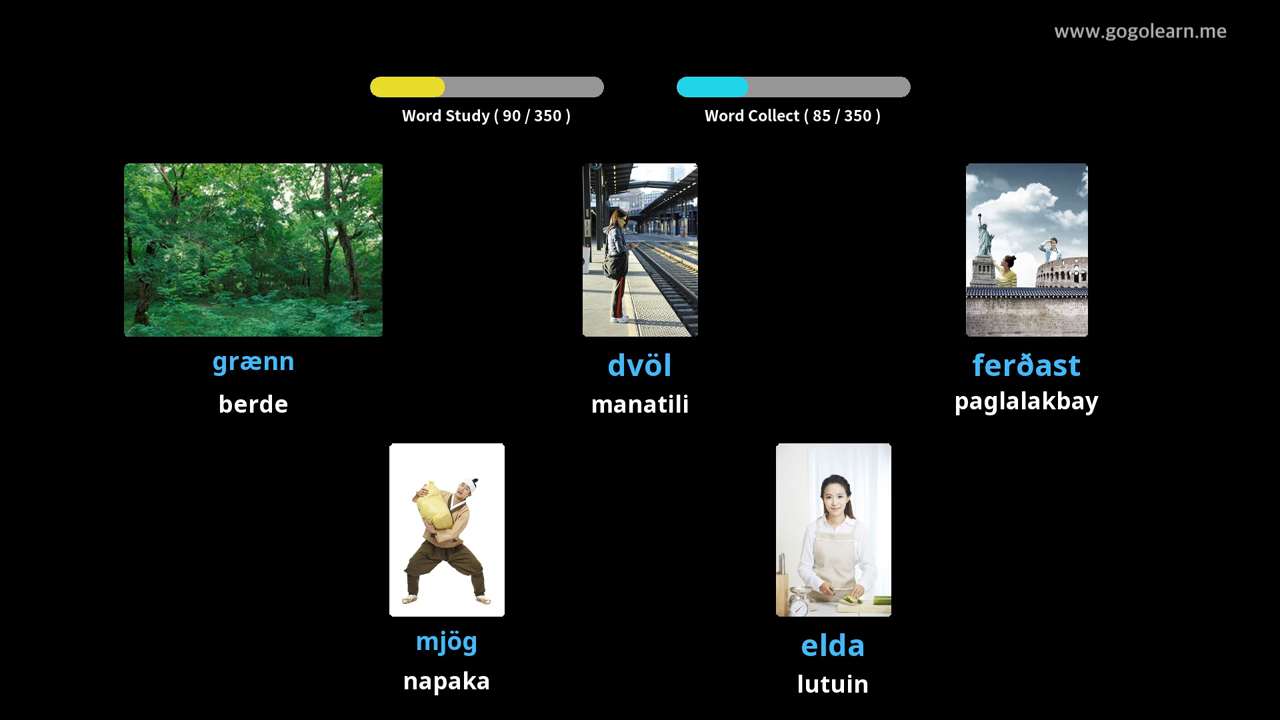 www.gogolearn.me
Word Study ( 90 / 350 )
Word Collect ( 85 / 350 )
grænn
berde
dvöl
manatili
ferðast
paglalakbay
mjög
napaka
elda
lutuin